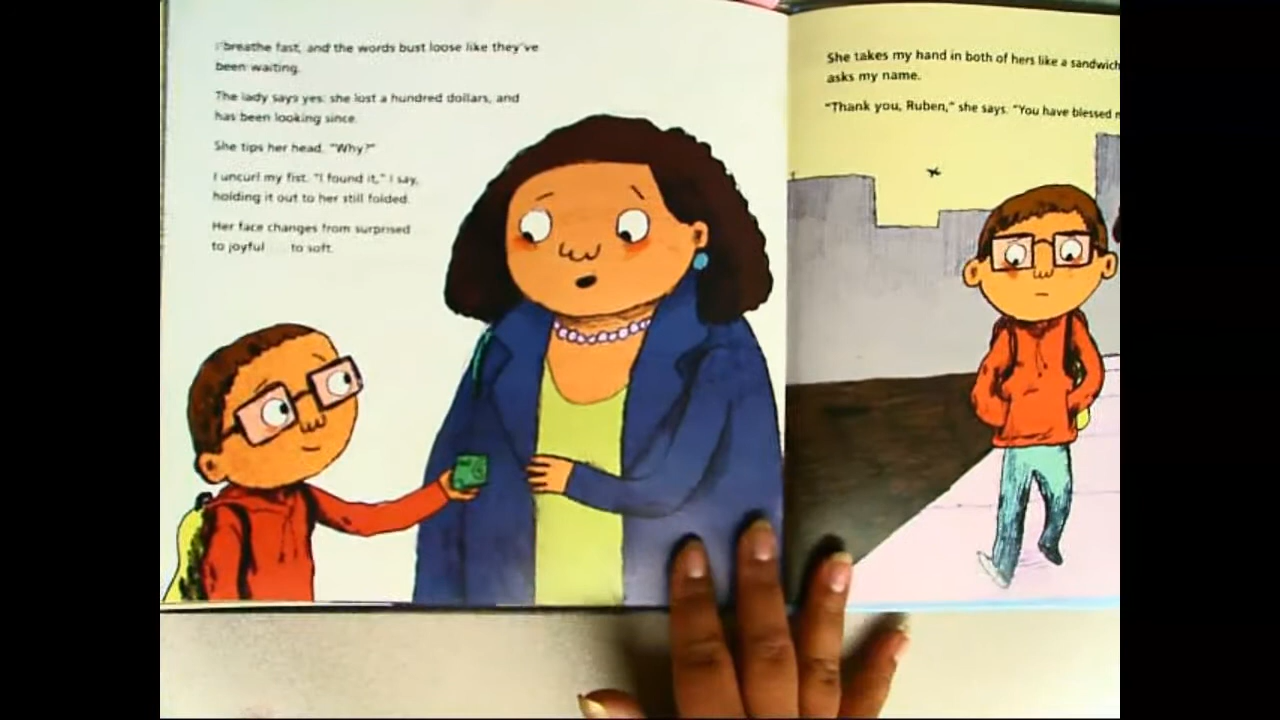 I breathe fast, and the words bust loose like they've
been waiting.
The lady says yes: she lost a hundred dollars, and
has been looking since.
She tips her head. "Why?"
I uncurl my fist. "I found it," I say,
holding it out to her still folded.
Her face changes from surprised
to joyful . . . to soft.
She takes my hand in both of hers like a sandwich
asks my name.
"Thank you, Ruben," she says. "You have blessed